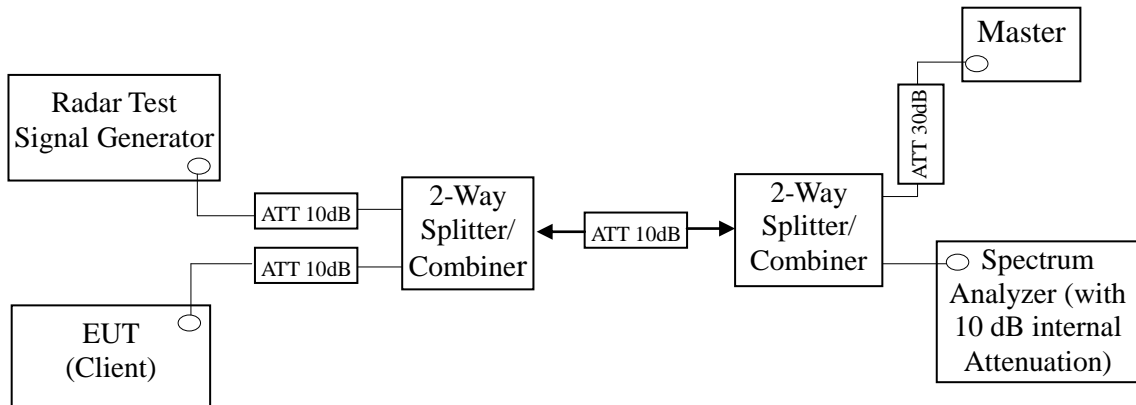 Master
Radar Test
Signal Generator
ATT 30dB
2-Way
Splitter/
Combiner
2-Way
Splitter/
Combiner
ATT 10dB
ATT 10dB
ATT 10dB
EUT
(Client)
Spectrum
Analyzer (with
10 dB internal
Attenuation)